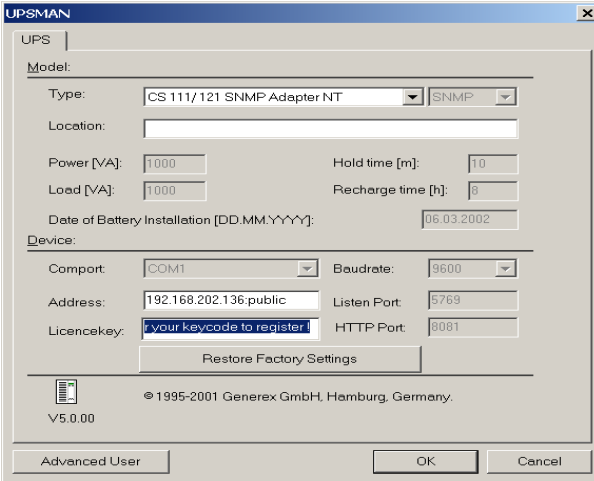 UPSMAN
UPS
Model:
Type: CS 111/ 121 SNMP Adapter NT SNMP
Location:
Power [VA]: 1000 Hold time [m]: 10
Load [VA]: 1000 Recharge time [h]: 8
Date of Battery Installation [DD.MM.YYYY]: 06.03.2002
Device:
Comport: COM1 Baudrate: 9600
Address: 192.168.202.136:public Listen Port: 5769
Licencekey: r your keycode to register ! HTTP Port: 8081
Restore Factory Settings
© 1995-2001 Generex GmbH, Hamburg, Germany.
V5.0.00
Advanced User OK Cancel